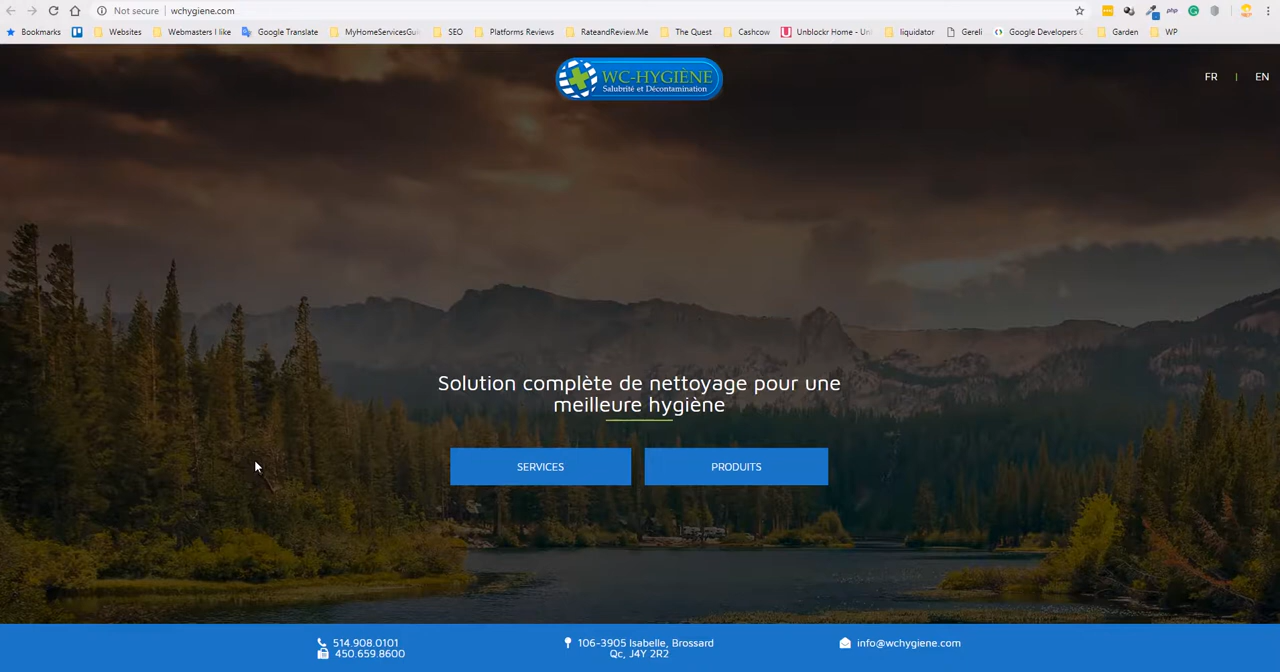 Not secure | wchygiene.com
Bookmarks Websites Webmasters I like Google Translate MyHomeServicesGu SEO Platforms Reviews RateandReview.Me The Quest Cashcow Unblockr Home - Un liquidator Gereli Google Developers Garden WP
WC-HYGIÈNE
Salubrité et Décontamination
FR | EN
Solution complète de nettoyage pour une
meilleure hygiène
SERVICES PRODUITS
514.908.0101
450.659.8600
106-3905 Isabelle, Brossard
Qc, J4Y 2R2
info@wchygiene.com